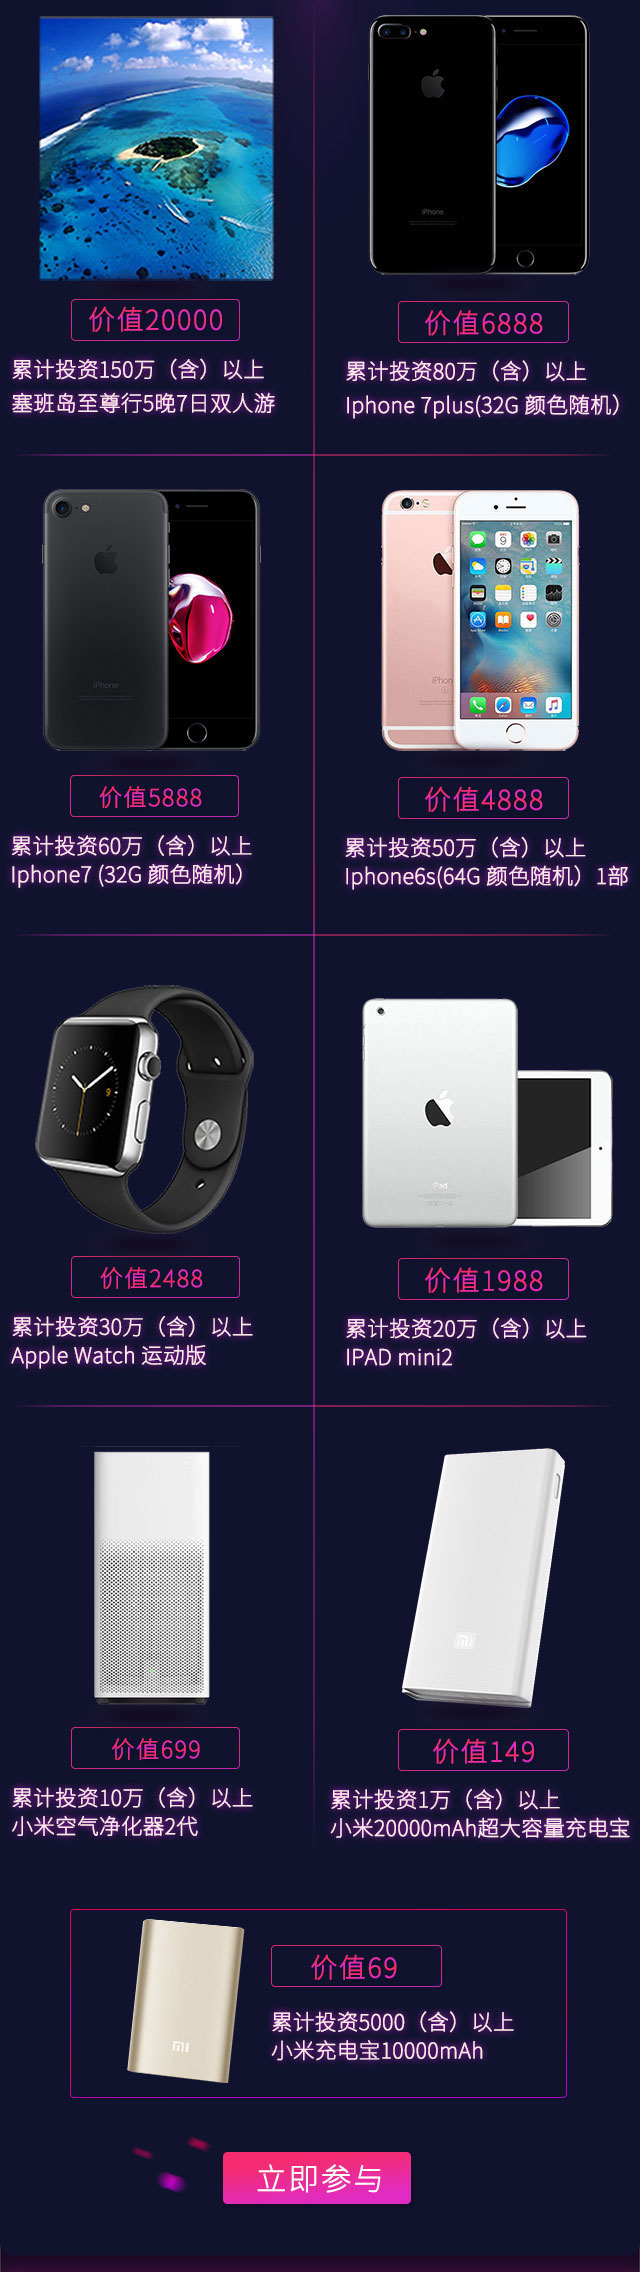 价值20000
累计投资150万（含）以上
塞班岛至尊行5晚7日双人游
iPhone
价值6888
累计投资80万（含）以上
Iphone 7plus(32G 颜色随机）
iPhone
价值5888
累计投资60万（含）以上
Iphone7 (32G 颜色随机）
价值4888
累计投资50万（含）以上
Iphone6s(64G 颜色随机）1部
价值2488
累计投资30万（含）以上
Apple Watch 运动版
iPad
价值1988
累计投资20万（含）以上
IPAD mini2
价值699
累计投资10万（含）以上
小米空气净化器2代
mi
价值149
累计投资1万（含）以上
小米20000mAh超大容量充电宝
mi
价值69
累计投资5000（含）以上
小米充电宝10000mAh
立即参与